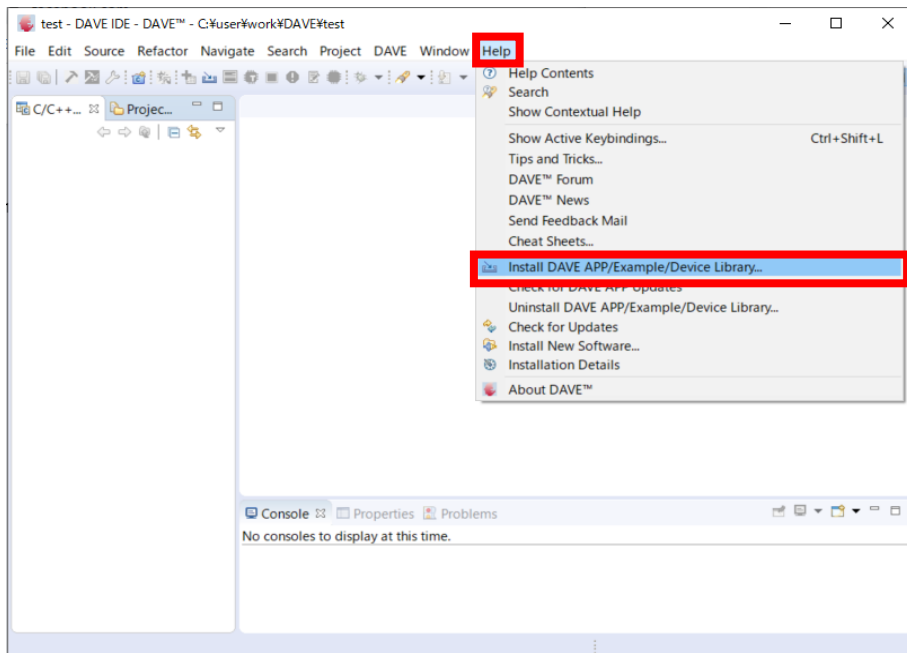 test - DAVE IDE - DAVE™ - C:¥user¥work¥DAVE¥test
File Edit Source Refactor Navigate Search Project DAVE Window Help
C/C++... Projec...
Help Contents
Search
Show Contextual Help
Show Active Keybindings... Ctrl+Shift+L
Tips and Tricks...
DAVE™ Forum
DAVE™ News
Send Feedback Mail
Cheat Sheets...
Install DAVE APP/Example/Device Library...
Check for DAVE APP Updates
Uninstall DAVE APP/Example/Device Library...
Check for Updates
Install New Software...
Installation Details
About DAVE™
Console Properties Problems
No consoles to display at this time.